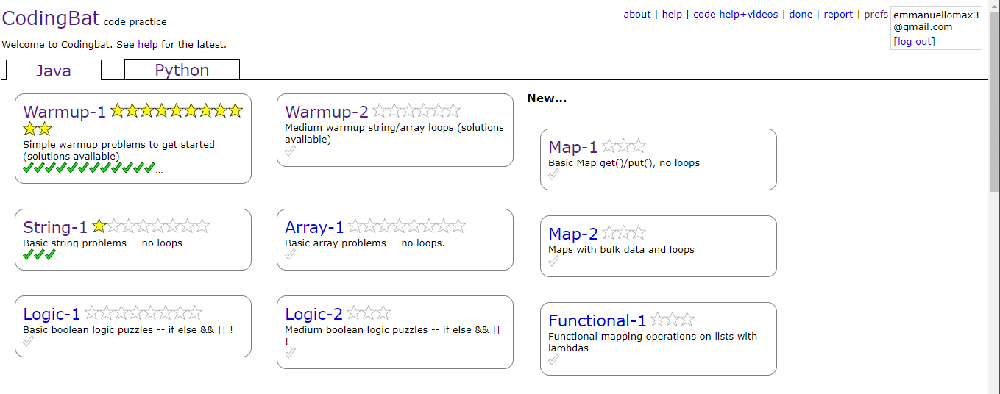 CodingBat code practice
about | help | code help+videos | done | report | prefs
emmanuellomax3
@gmail.com
[log out]
Welcome to Codingbat. See help for the latest.
Java
Python
Warmup-1
Simple warmup problems to get started
(solutions available)
...
Warmup-2
Medium warmup string/array loops (solutions
available)
New...
Map-1
Basic Map get()/put(), no loops
String-1
Basic string problems -- no loops
Array-1
Basic array problems -- no loops.
Map-2
Maps with bulk data and loops
Logic-1
Basic boolean logic puzzles -- if else && || !
Logic-2
Medium boolean logic puzzles -- if else && ||
!
Functional-1
Functional mapping operations on lists with
lambdas